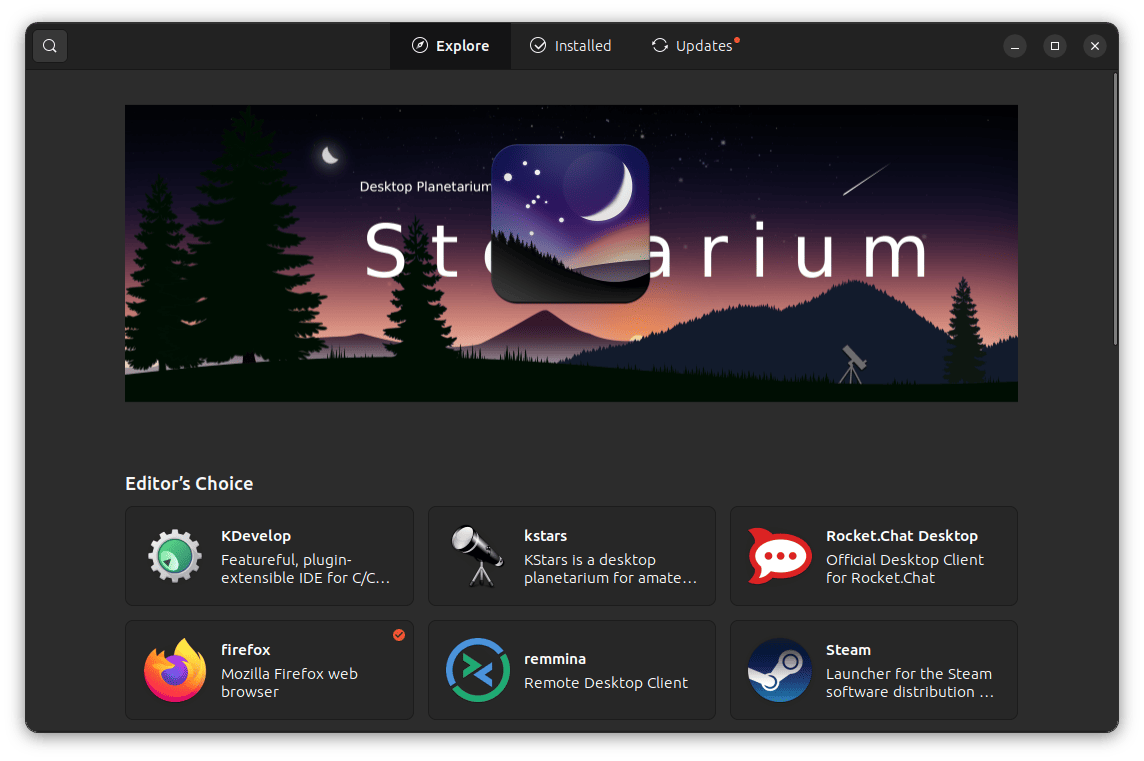 Explore
Installed
Updates
Desktop Planetarium
St arium
Editor's Choice
KDevelop
Featureful, plugin-
extensible IDE for C/C...
kstars
KStars is a desktop
planetarium for amate...
Rocket.Chat Desktop
Official Desktop Client
for Rocket.Chat
firefox
Mozilla Firefox web
browser
remmina
Remote Desktop Client
Steam
Launcher for the Steam
software distribution ...